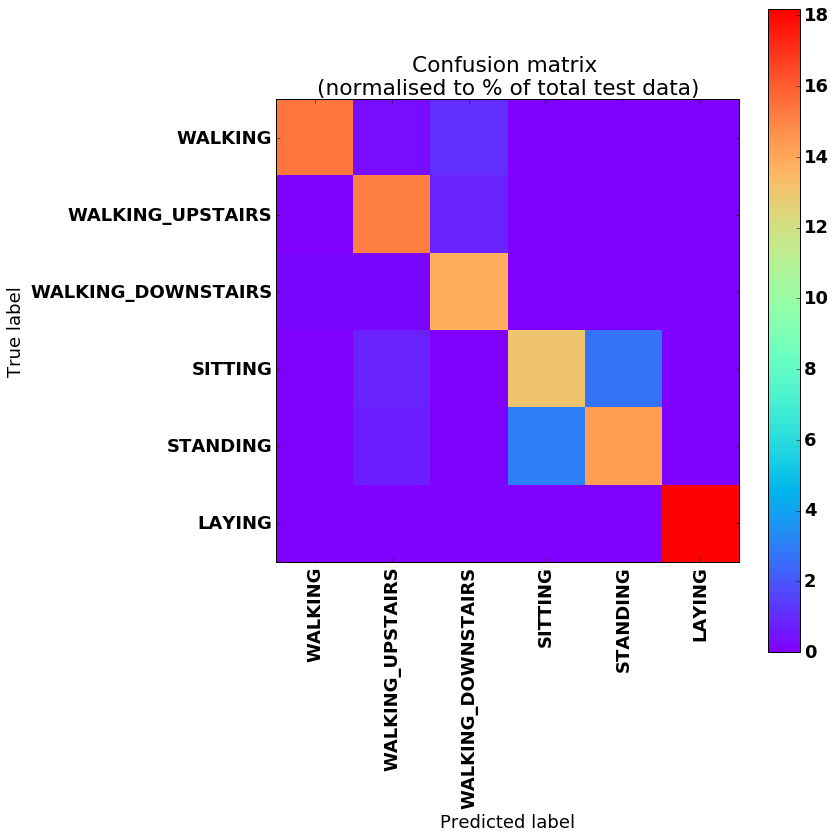 Confusion matrix
(normalised to % of total test data)
True label
WALKING
WALKING_UPSTAIRS
WALKING_DOWNSTAIRS
SITTING
STANDING
LAYING
WALKING
WALKING_UPSTAIRS
WALKING_DOWNSTAIRS
SITTING
STANDING
LAYING
Predicted label
18
16
14
12
10
8
6
4
2
0